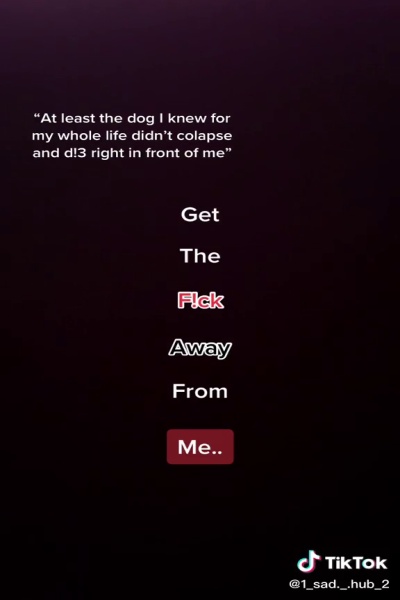 “At least the dog I knew for
my whole life didn’t colapse
and d!3 right in front of me”
Get
The
F!ck
Away
From
Me..
TikTok
@1_sad._.hub_2